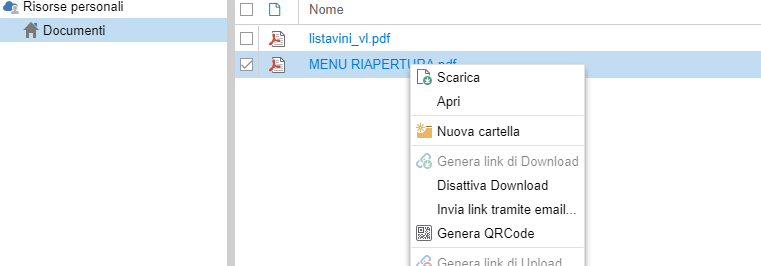 Risorse personali
Documenti
Nome
listavini_vl.pdf
MENU RIAPERTURA.pdf
Scarica
Apri
Nuova cartella
Genera link di Download
Disattiva Download
Invia link tramite email...
Genera QRCode
Genera link di Upload